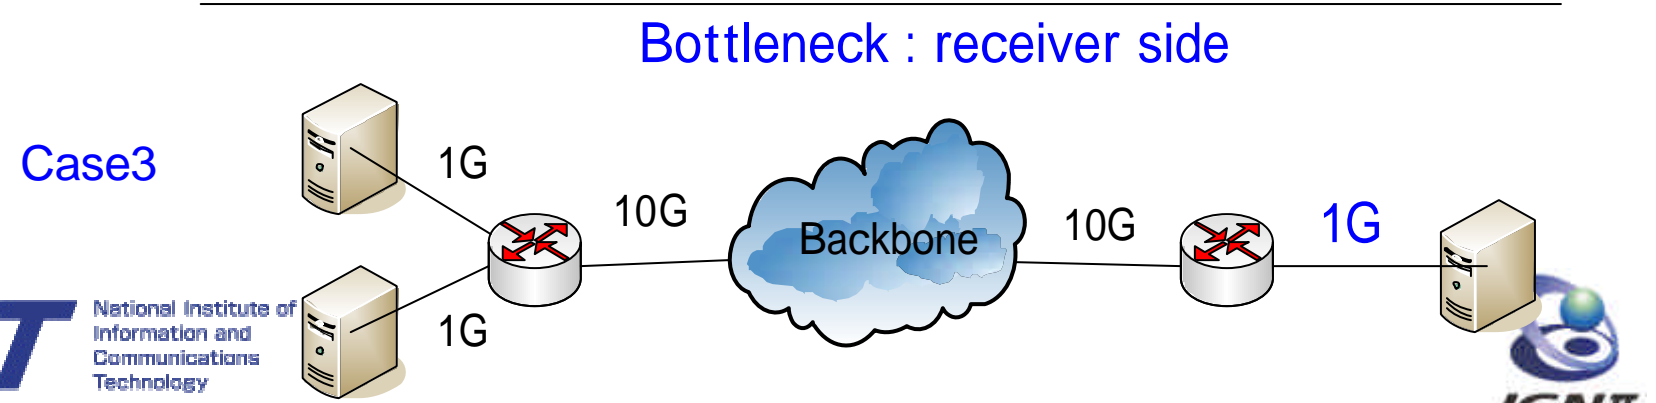 Bottleneck : receiver side
Case3
1G
10G
Backbone
10G
1G
1G
National Institute of
Information and
Communications
Technology